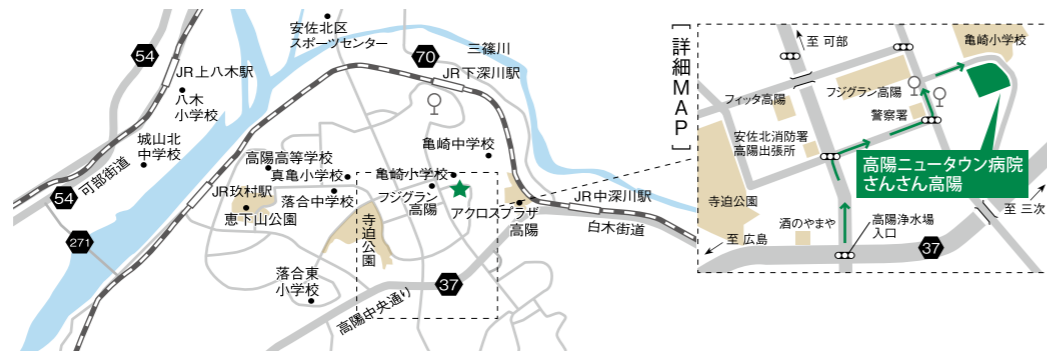 安佐北区
スポーツセンター
54
70
三篠川
JR上八木駅
JR下深川駅
八木
小学校
城山北
中学校
可部街道
54
271
亀崎中学校
高陽高等学校
真亀小学校
亀崎小学校
JR玖村駅
落合中学校
フジグラン
高陽
恵下山公園
アクロスプラザ
高陽
JR中深川駅
白木街道
寺迫公園
落合東
小学校
37
高陽中央通り
[詳細MAP]
至 可部
亀崎小学校
フィッタ高陽
フジグラン高陽
警察署
安佐北消防署
高陽出張所
高陽ニュータウン病院
さんさん高陽
寺迫公園
酒のやまや
高陽浄水場
入口
至 三次
至 広島
37